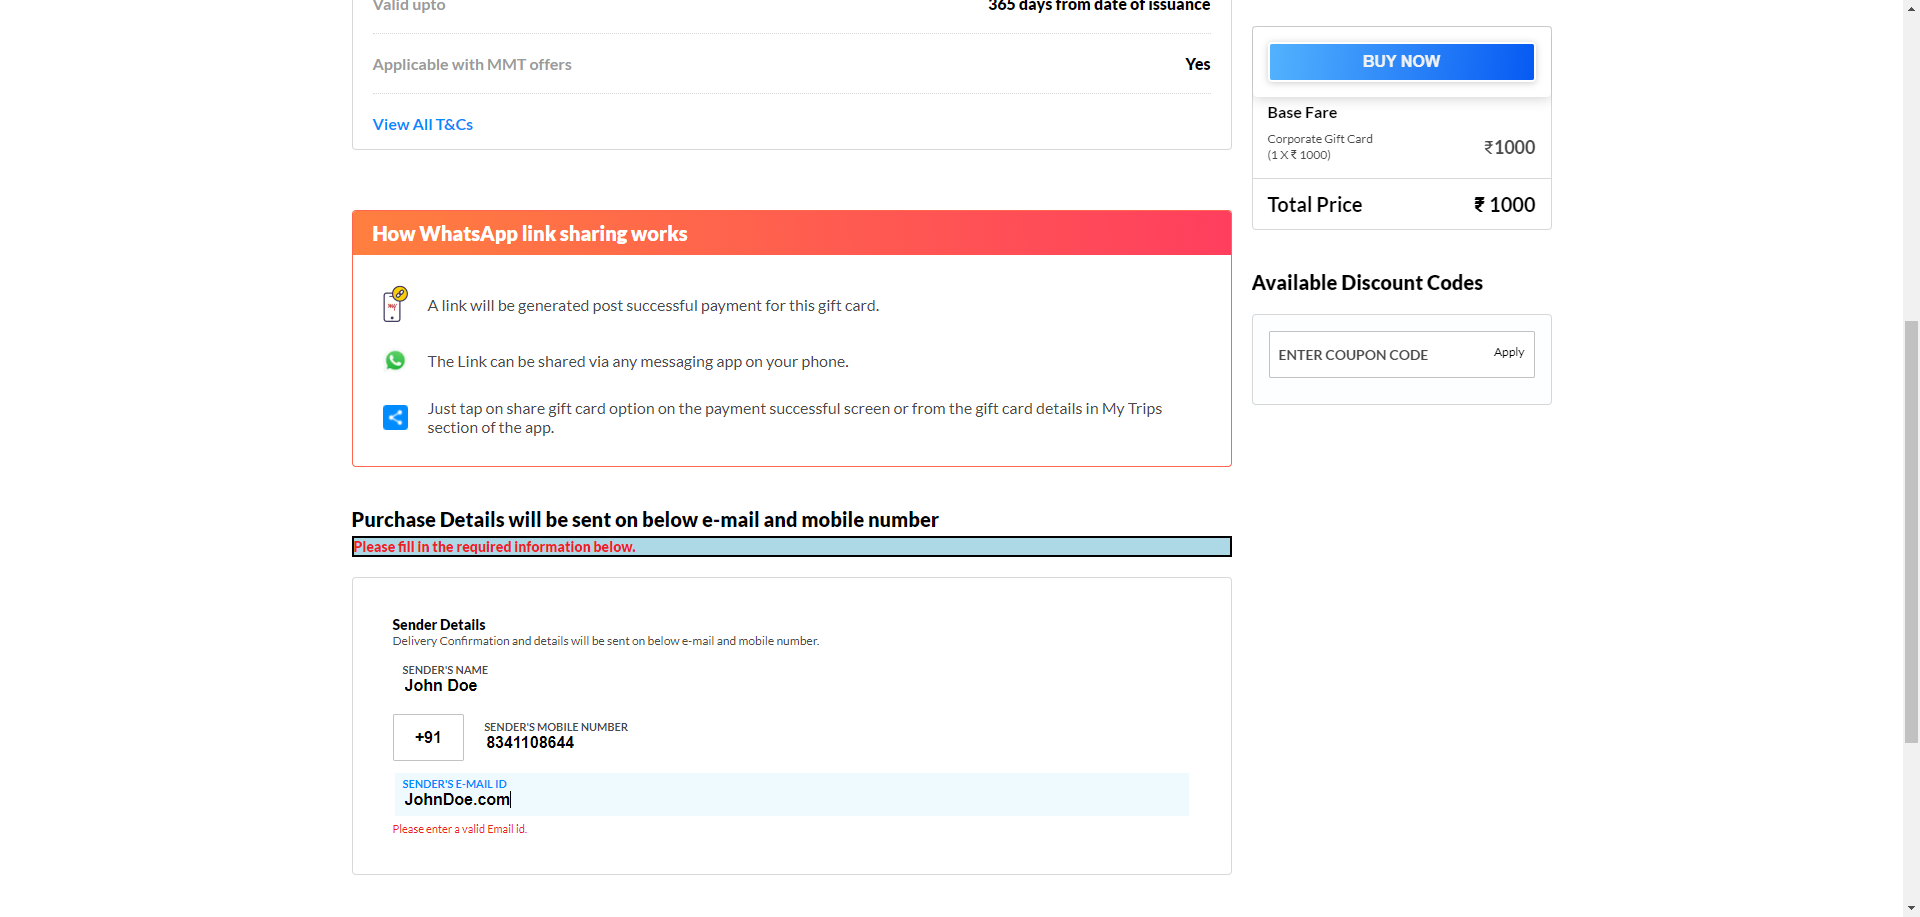 Valid upto
365 days from date of issuance
Applicable with MMT offers
Yes
View All T&Cs
How WhatsApp link sharing works
A link will be generated post successful payment for this gift card.
The Link can be shared via any messaging app on your phone.
Just tap on share gift card option on the payment successful screen or from the gift card details in My Trips
section of the app.
Purchase Details will be sent on below e-mail and mobile number
Please fill in the required information below.
Sender Details
Delivery Confirmation and details will be sent on below e-mail and mobile number.
SENDER'S NAME
John Doe
+91
SENDER'S MOBILE NUMBER
8341108644
SENDER'S E-MAIL ID
JohnDoe.com
Please enter a valid Email id.
BUY NOW
Base Fare
Corporate Gift Card
(1 X ₹ 1000)
₹1000
Total Price
₹ 1000
Available Discount Codes
ENTER COUPON CODE
Apply